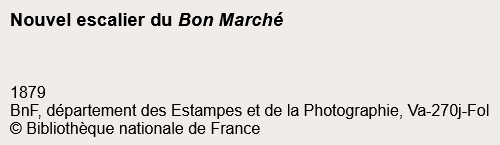 Nouvel escalier du Bon Marché
1879
BnF, département des Estampes et de la Photographie, Va-270j-Fol
© Bibliothèque nationale de France